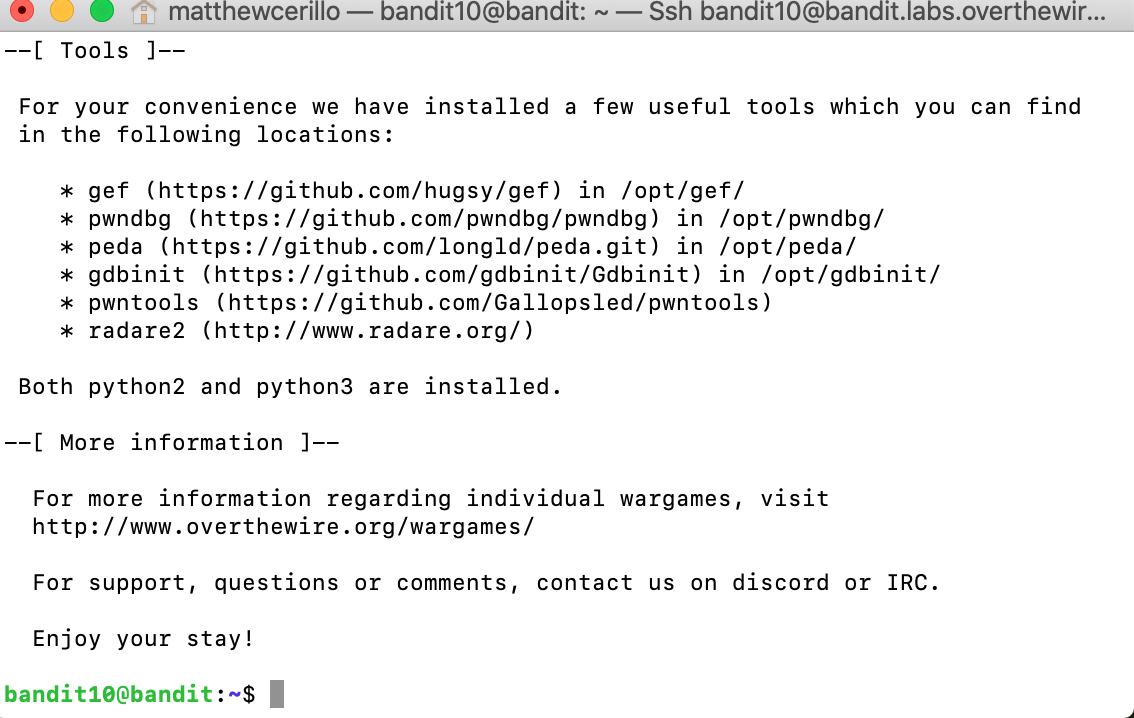 matthewcerillo — bandit10@bandit: ~ — Ssh bandit10@bandit.labs.overthewir...
--[ Tools ]--
For your convenience we have installed a few useful tools which you can find
in the following locations:
* gef (https://github.com/hugsy/gef) in /opt/gef/
* pwndbg (https://github.com/pwndbg/pwndbg) in /opt/pwndbg/
* peda (https://github.com/longld/peda.git) in /opt/peda/
* gdbinit (https://github.com/gdbinit/Gdbinit) in /opt/gdbinit/
* pwntools (https://github.com/Gallopsled/pwntools)
* radare2 (http://www.radare.org/)
Both python2 and python3 are installed.
--[ More information ]--
For more information regarding individual wargames, visit
http://www.overthewire.org/wargames/
For support, questions or comments, contact us on discord or IRC.
Enjoy your stay!
bandit10@bandit:~$